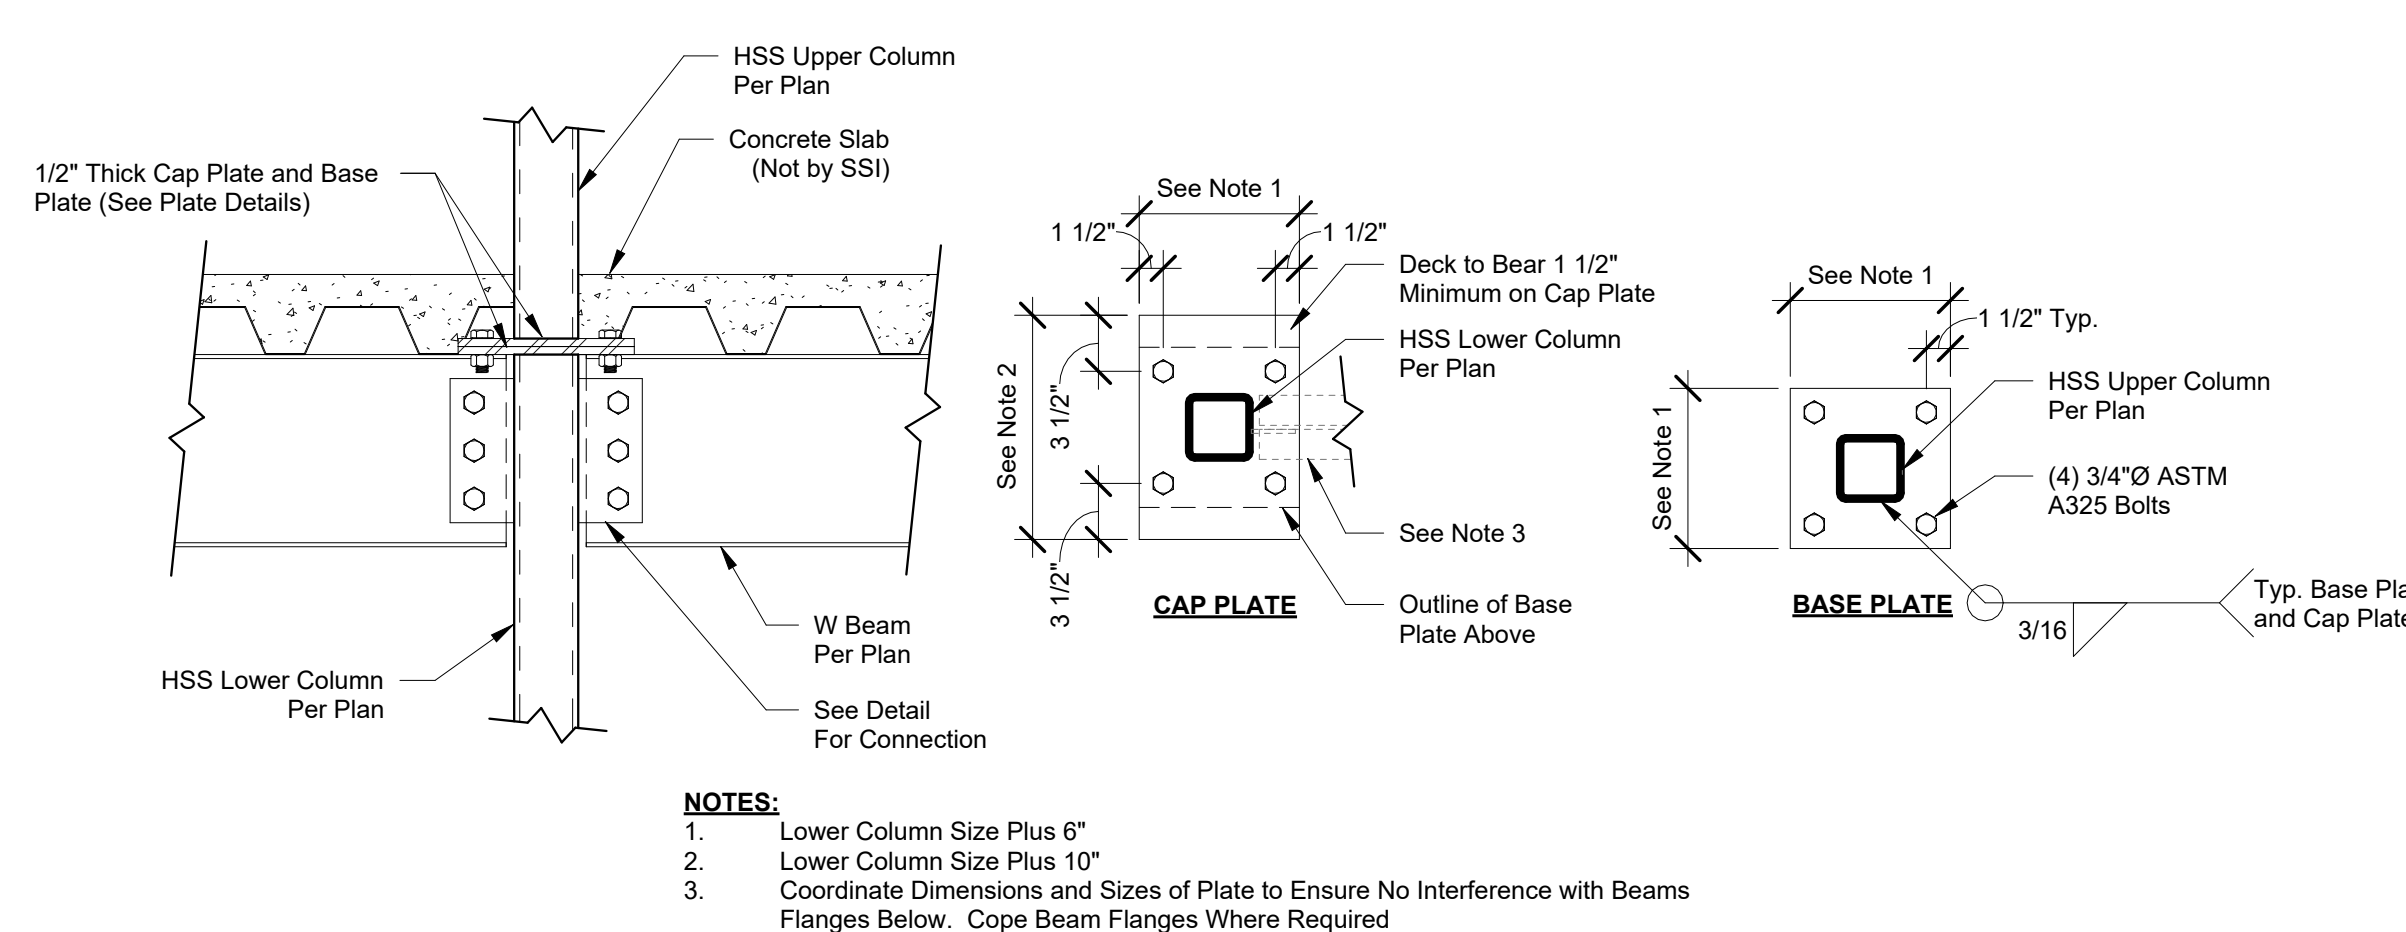 HSS Upper Column
Per Plan
Concrete Slab
(Not by SSI)
1/2" Thick Cap Plate and Base
Plate (See Plate Details)
HSS Lower Column
Per Plan
W Beam
Per Plan
See Detail
For Connection
See Note 1
1 1/2"
1 1/2"
Deck to Bear 1 1/2"
Minimum on Cap Plate
HSS Lower Column
Per Plan
See Note 2
3 1/2"
3 1/2"
See Note 3
Outline of Base
Plate Above
CAP PLATE
See Note 1
1 1/2" Typ.
HSS Upper Column
Per Plan
See Note 1
(4) 3/4"Ø ASTM
A325 Bolts
BASE PLATE
3/16
Typ. Base Pla
and Cap Plate
NOTES:
1. Lower Column Size Plus 6"
2. Lower Column Size Plus 10"
3. Coordinate Dimensions and Sizes of Plate to Ensure No Interference with Beams
Flanges Below. Cope Beam Flanges Where Required